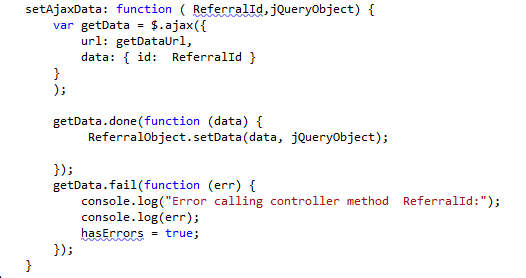 setAjaxData: function ( ReferralId,jQueryObject) {
var getData = $.ajax({
url: getDataUrl,
data: { id:  ReferralId }
}
);
getData.done(function (data) {
ReferralObject.setData(data, jQueryObject);
});
getData.fail(function (err) {
console.log("Error calling controller method  ReferralId:");
console.log(err);
hasErrors = true;
});
}